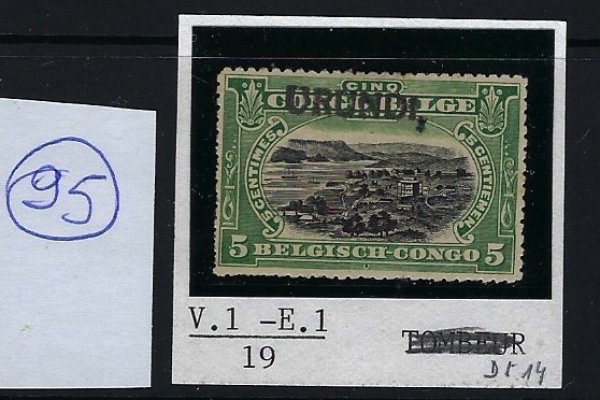 95
CINQ
CONGO BELGE
URUNDI,
5 CENTIMES
5 CENTIEMEN
5 BELGISCH-CONGO 5
V.1 -E.1
19
TOMBEUR